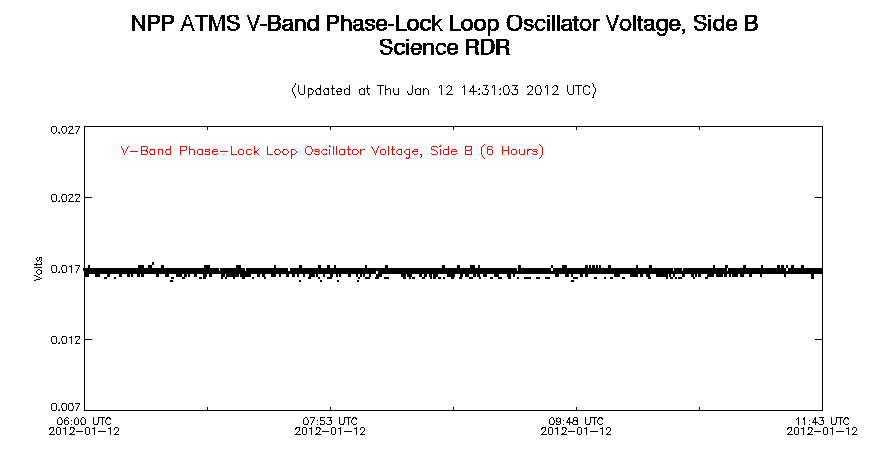 NPP ATMS V-Band Phase-Lock Loop Oscillator Voltage, Side B
Science RDR
(Updated at Thu Jan 12 14:31:03 2012 UTC)
V-Band Phase-Lock Loop Oscillator Voltage, Side B (6 Hours)
0.027
0.022
0.017
0.012
0.007
Volts
06:00 UTC
2012-01-12
07:53 UTC
2012-01-12
09:48 UTC
2012-01-12
11:43 UTC
2012-01-12